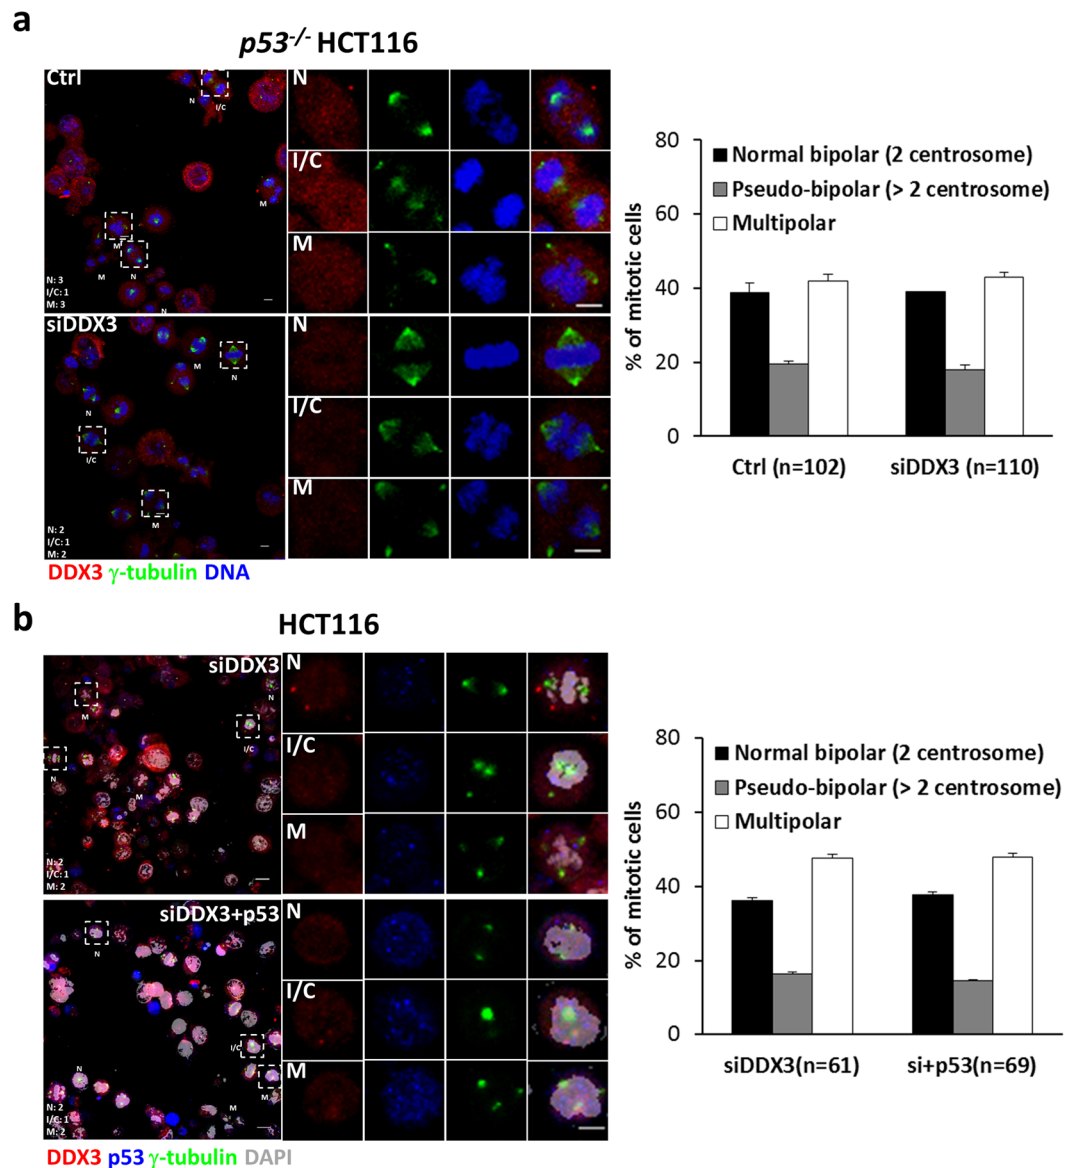 a
p53-/- HCT116
Ctrl
N
I/C
M
M
N
M
N
N: 3
I/C: 1
M: 3
N
I/C
M
siDDX3
M
N
N
I/C
M
N: 2
I/C: 1
M: 2
N
I/C
M
DDX3 γ-tubulin DNA
80
60
40
20
0
% of mitotic cells
Normal bipolar (2 centrosome)
Pseudo-bipolar (> 2 centrosome)
Multipolar
Ctrl (n=102)
siDDX3 (n=110)
b
HCT116
siDDX3
N
M
I/C
N
M
N: 2
I/C: 1
M: 2
N
I/C
M
siDDX3+p53
N
I/C
N
M
M
N: 2
I/C: 1
M: 2
N
I/C
M
DDX3 p53 γ-tubulin DAPI
80
60
40
20
0
% of mitotic cells
Normal bipolar (2 centrosome)
Pseudo-bipolar (> 2 centrosome)
Multipolar
siDDX3(n=61)
si+p53(n=69)